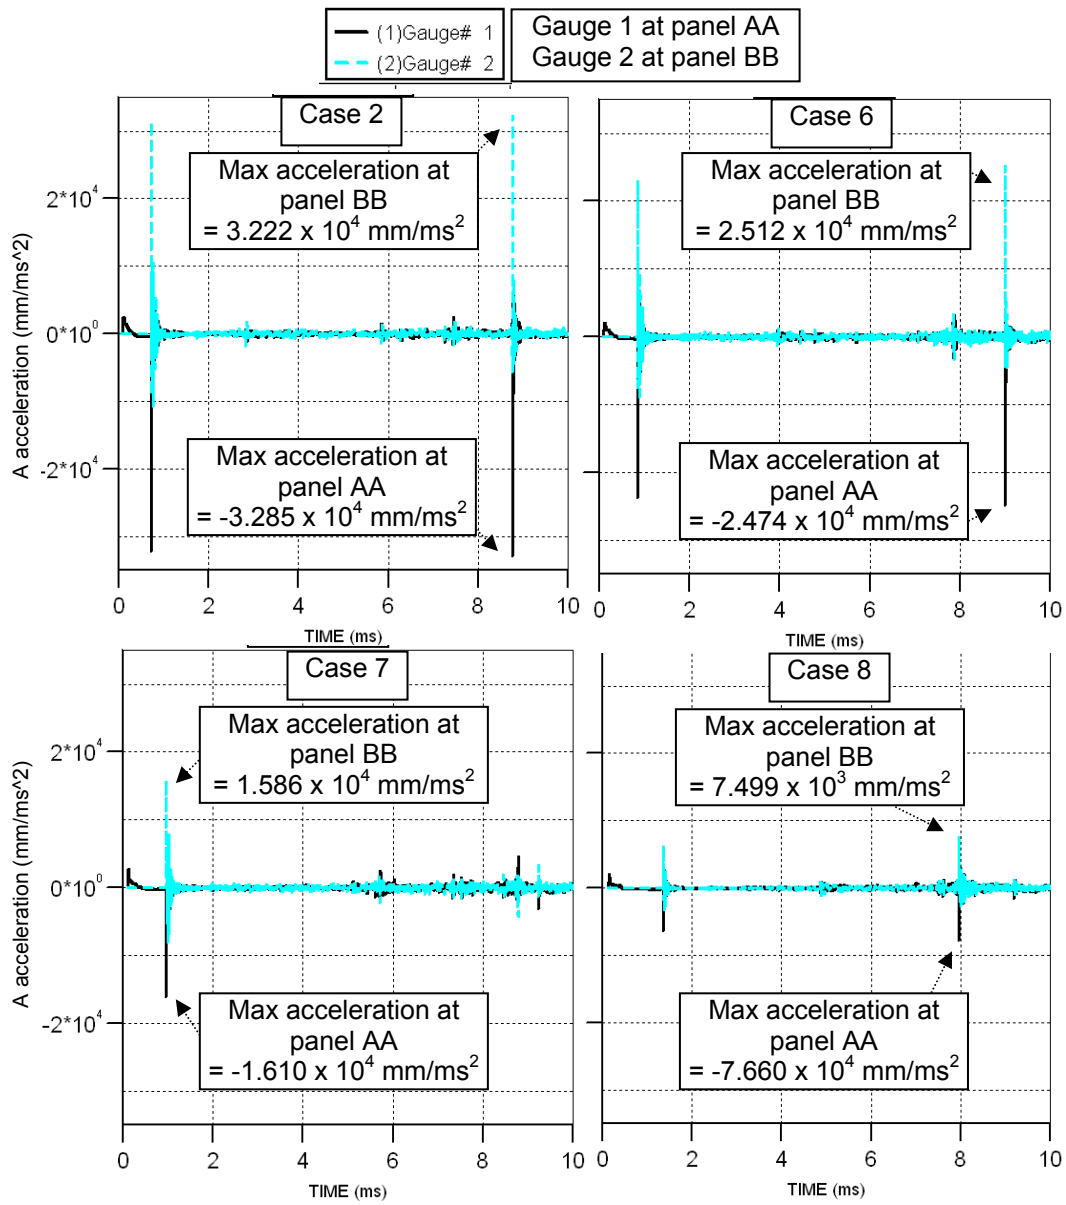 (1)Gauge# 1
(2)Gauge# 2
Gauge 1 at panel AA
Gauge 2 at panel BB
Case 2
Max acceleration at
panel BB
= 3.222 x 10^4 mm/ms^2
Max acceleration at
panel AA
= -3.285 x 10^4 mm/ms^2
A acceleration (mm/ms^2)
2*10^4
0*10^0
-2*10^4
0 2 4 6 8 10
TIME (ms)
Case 6
Max acceleration at
panel BB
= 2.512 x 10^4 mm/ms^2
Max acceleration at
panel AA
= -2.474 x 10^4 mm/ms^2
0 2 4 6 8 10
TIME (ms)
Case 7
Max acceleration at
panel BB
= 1.586 x 10^4 mm/ms^2
Max acceleration at
panel AA
= -1.610 x 10^4 mm/ms^2
A acceleration (mm/ms^2)
2*10^4
0*10^0
-2*10^4
0 2 4 6 8 10
TIME (ms)
Case 8
Max acceleration at
panel BB
= 7.499 x 10^3 mm/ms^2
Max acceleration at
panel AA
= -7.660 x 10^4 mm/ms^2
0 2 4 6 8 10
TIME (ms)